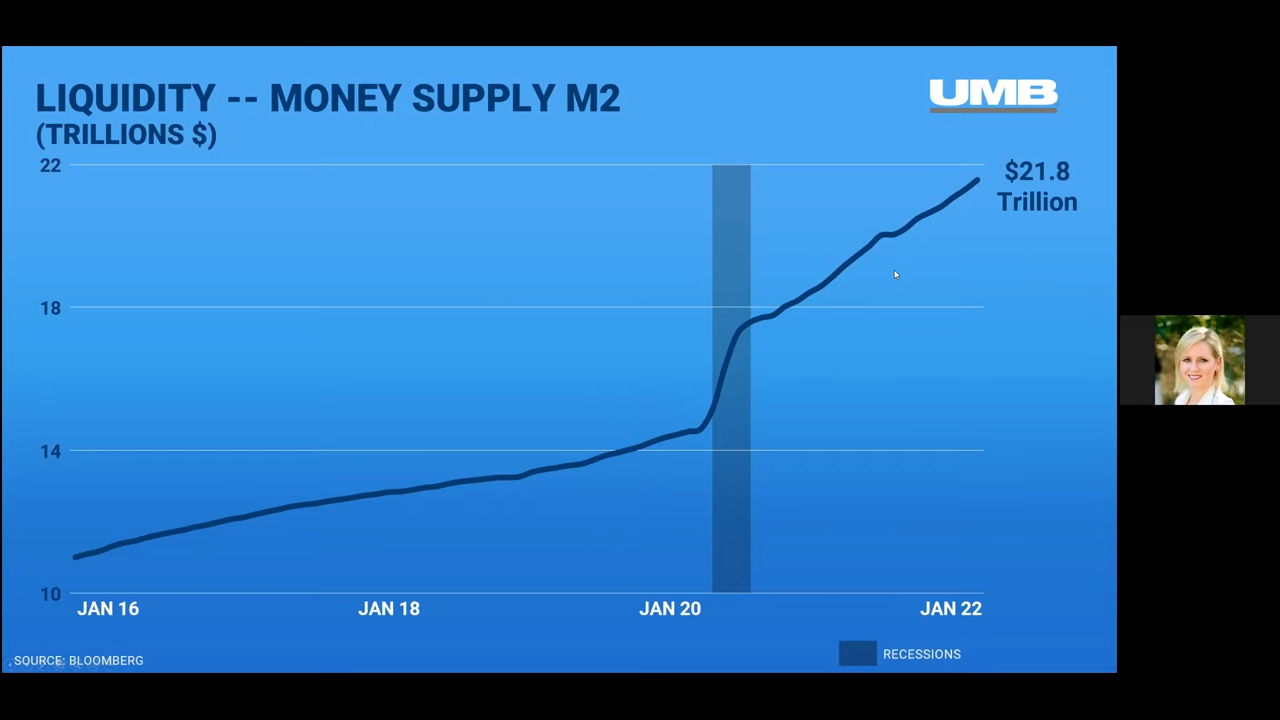 LIQUIDITY -- MONEY SUPPLY M2
(TRILLIONS $)
UMB
22
18
14
10
$21.8
Trillion
JAN 16
JAN 18
JAN 20
JAN 22
SOURCE: BLOOMBERG
RECESSIONS